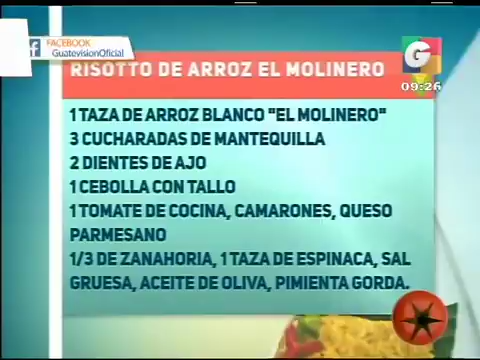 FACEBOOK
GuatevisionOficial
RISOTTO DE ARROZ EL MOLINERO
G
09:26
1 TAZA DE ARROZ BLANCO "EL MOLINERO"
3 CUCHARADAS DE MANTEQUILLA
2 DIENTES DE AJO
1 CEBOLLA CON TALLO
1 TOMATE DE COCINA, CAMARONES, QUESO
PARMESANO
1/3 DE ZANAHORIA, 1 TAZA DE ESPINACA, SAL
GRUESA, ACEITE DE OLIVA, PIMIENTA GORDA.